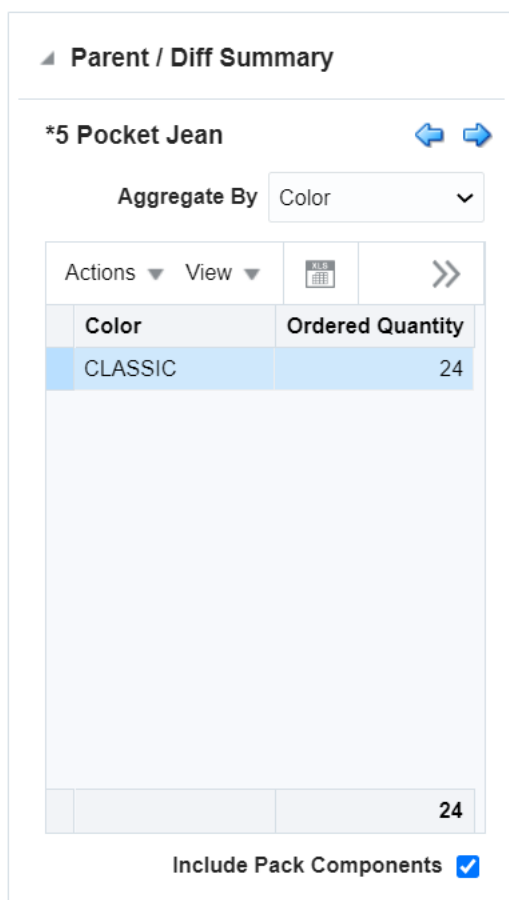 Parent / Diff Summary
*5 Pocket Jean
Aggregate By Color
Actions View XLS
Color Ordered Quantity
CLASSIC 24
24
Include Pack Components